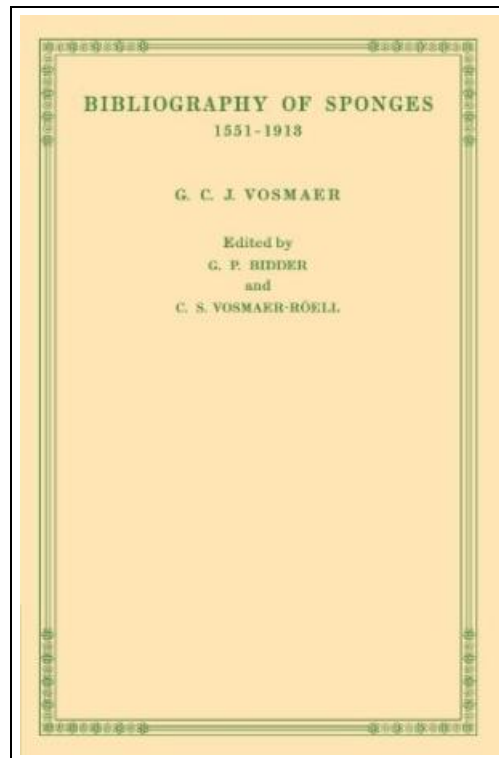 BIBLIOGRAPHY OF SPONGES
1551-1913
G. C. J. VOSMAER
Edited by
G. P. BIDDER
and
C. S. VOSMAER-RÖELL